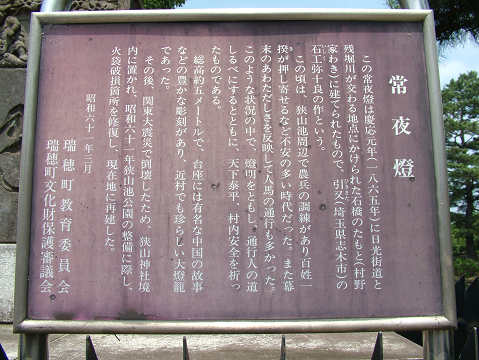 常夜燈
この常夜燈は慶応元年(一八六五年)に日光街道と
残堀川が交わる地点にかけられた石橋のたもと(村野
家わき)に建てられたもので、引又(埼玉県志木市)の
石工弥十良の作という。
この頃は、狭山池周辺で農兵の訓練があり百姓一
揆が押し寄せるなど不安の多い時代だった。また幕
末のあわただしさを反映して人馬の通行も多かった。
このような状況の中で、燈明をともし、通行人の道
しるべにするとともに、天下泰平、村内安全を祈っ
たものである。
総高約五メートルで、台座には有名な中国の故事
などの豊かな彫刻があり、近村でも珍らしい大燈籠
であった。
その後、関東大震災で倒壊したため、狭山神社境
内に置かれ、昭和六十一年狭山池公園の整備に際し、
火袋破損箇所を修復し、現在地に再建した。
昭和六十一年三月
瑞穂町教育委員会
瑞穂町文化財保護審議会